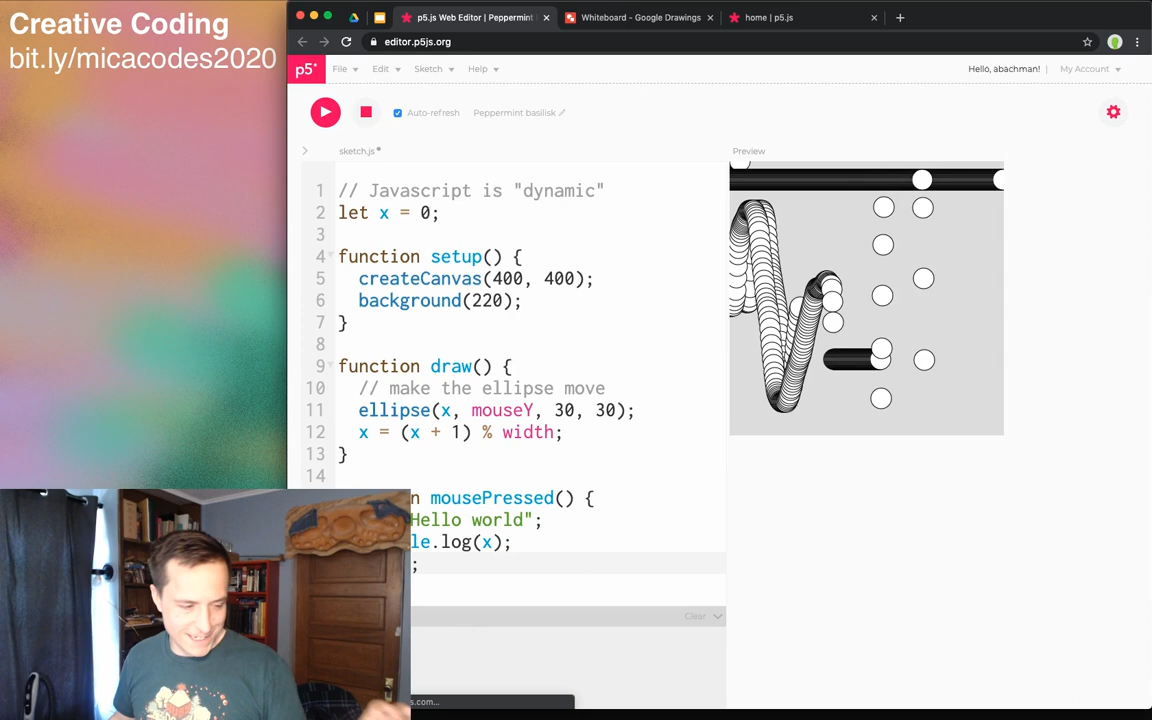 Creative Coding
bit.ly/micacodes2020
p5.js Web Editor | Peppermint
Whiteboard - Google Drawings
home | p5.js
editor.p5js.org
p5*
File
Edit
Sketch
Help
Hello, abachman!
My Account
Auto-refresh
Peppermint basilisk
sketch.js
Preview
1 // Javascript is "dynamic"
2 let x = 0;
3
4 function setup() {
5 createCanvas(400, 400);
6 background(220);
7 }
8
9 function draw() {
10 // make the ellipse move
11 ellipse(x, mouseY, 30, 30);
12 x = (x + 1) % width;
13 }
14
n mousePressed() {
Hello world";
le.log(x);
;
Clear
s.com...